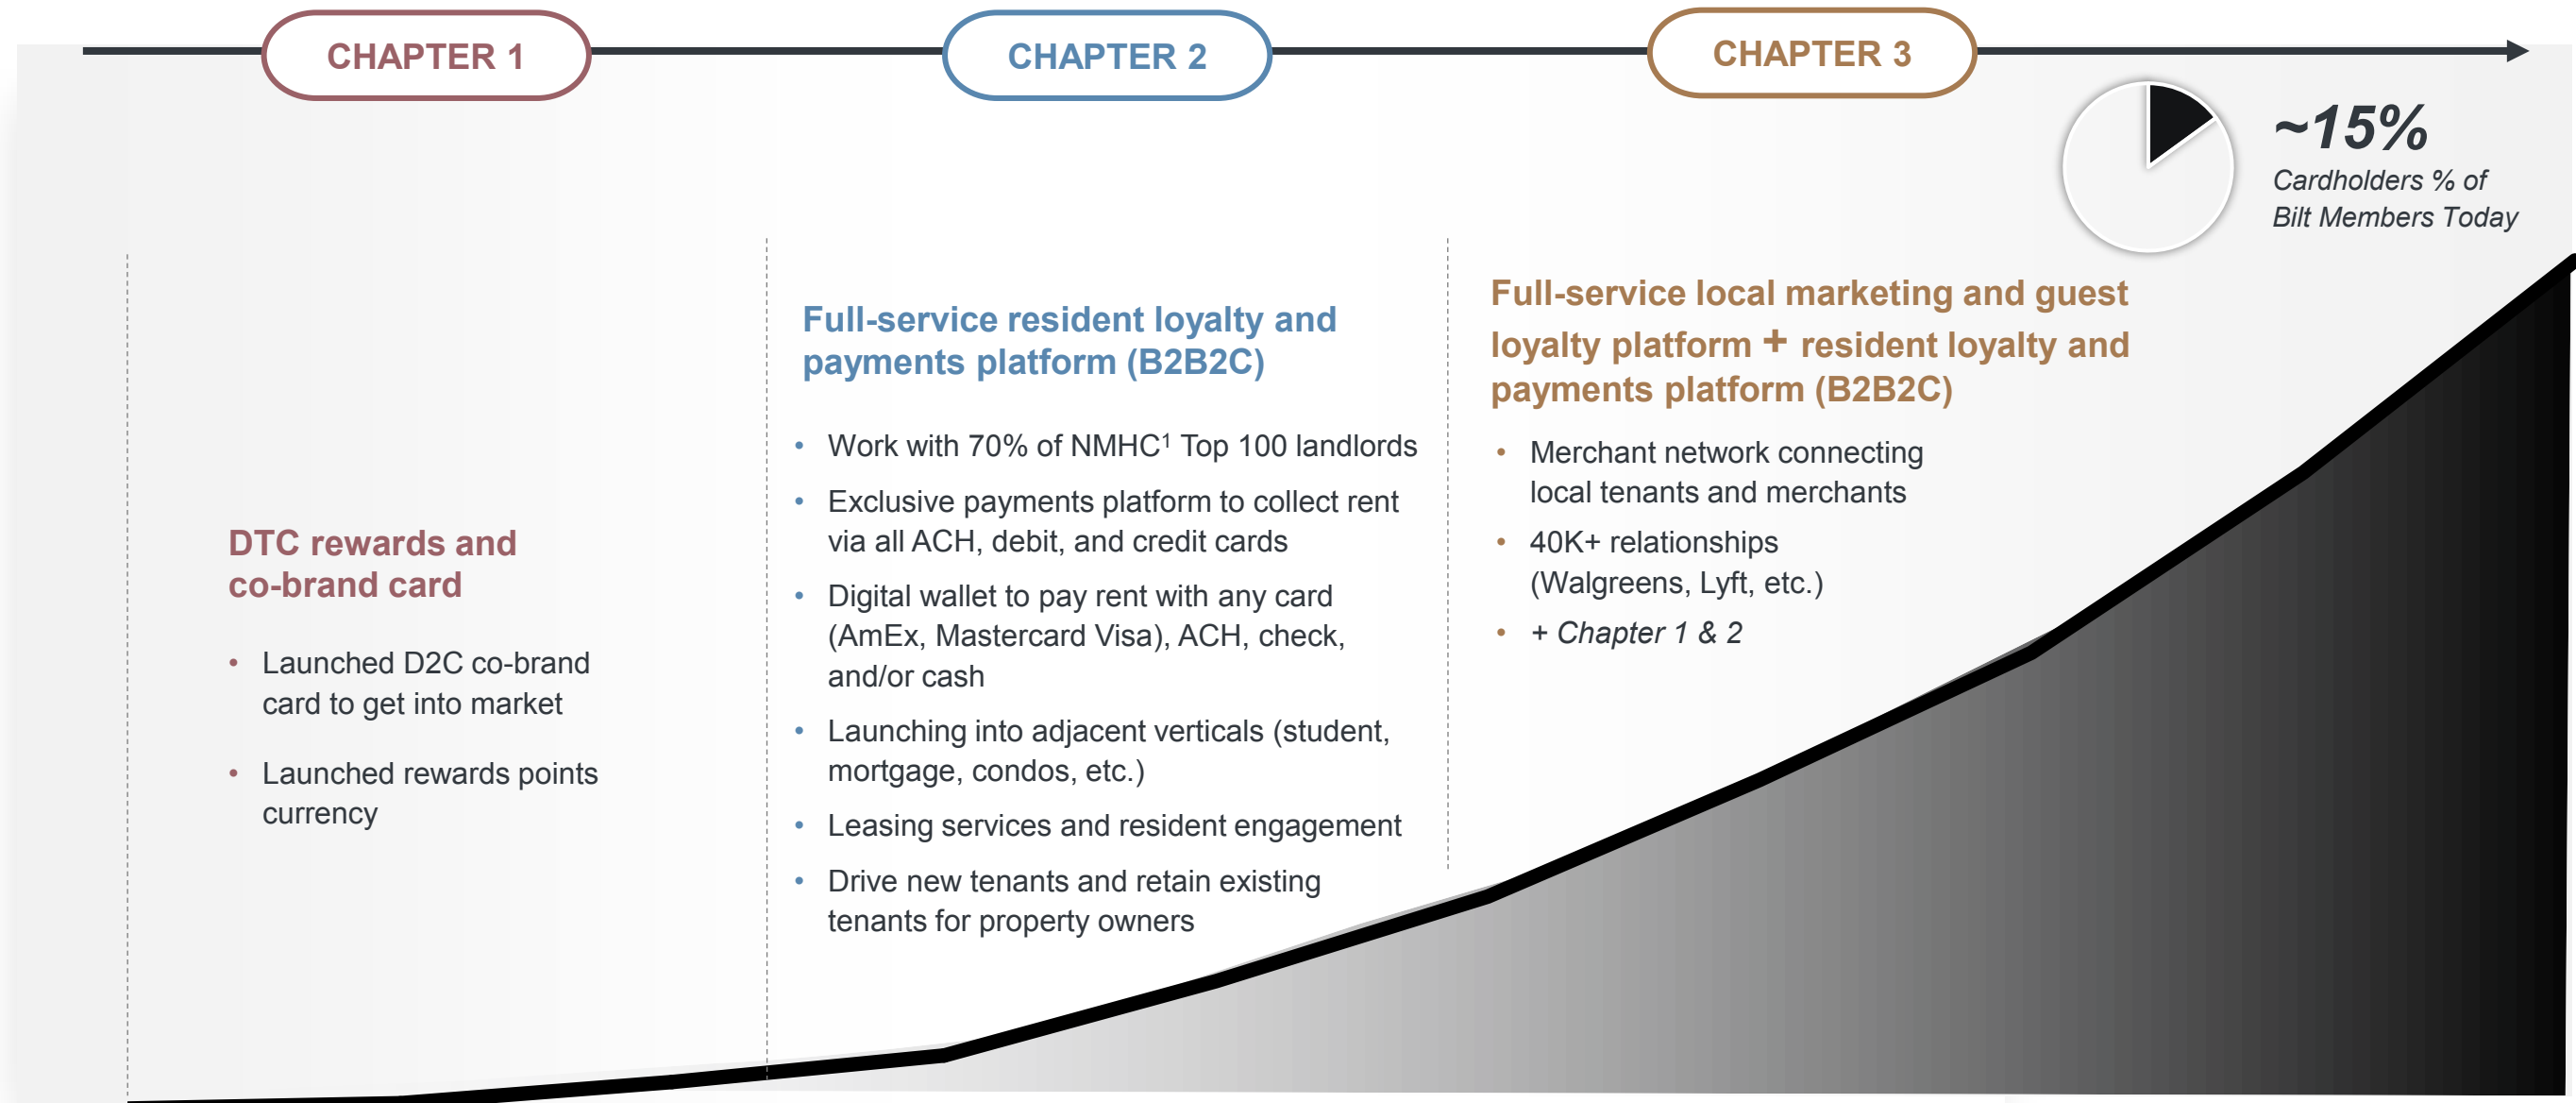 CHAPTER 1
CHAPTER 2
CHAPTER 3
~15%
Cardholders % of
Bilt Members Today
DTC rewards and
co-brand card
• Launched D2C co-brand
card to get into market
• Launched rewards points
currency
Full-service resident loyalty and
payments platform (B2B2C)
• Work with 70% of NMHC¹ Top 100 landlords
• Exclusive payments platform to collect rent
via all ACH, debit, and credit cards
• Digital wallet to pay rent with any card
(AmEx, Mastercard Visa), ACH, check,
and/or cash
• Launching into adjacent verticals (student,
mortgage, condos, etc.)
• Leasing services and resident engagement
• Drive new tenants and retain existing
tenants for property owners
Full-service local marketing and guest
loyalty platform + resident loyalty and
payments platform (B2B2C)
• Merchant network connecting
local tenants and merchants
• 40K+ relationships
(Walgreens, Lyft, etc.)
• + Chapter 1 & 2